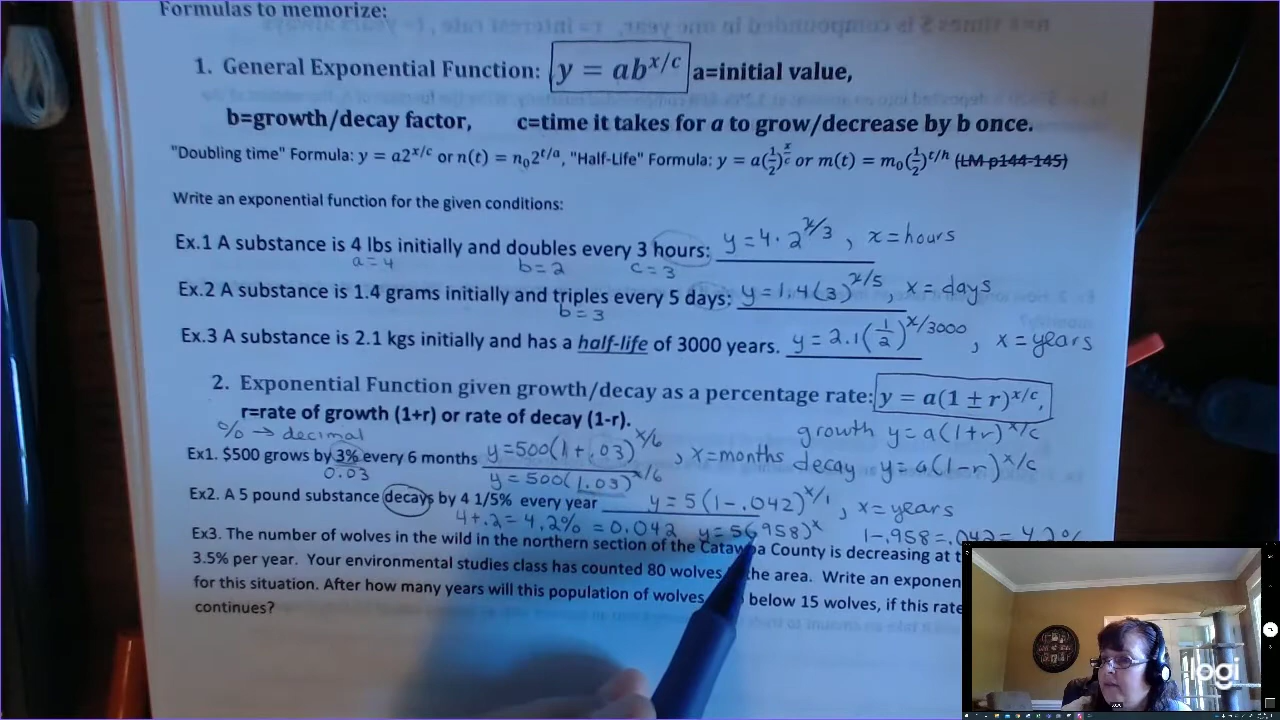 Formulas to memorize:
1. General Exponential Function: y = ab^{x/c} a=initial value,
b=growth/decay factor, c=time it takes for a to grow/decrease by b once.
"Doubling time" Formula: y = a2^{x/c} or n(t) = n₀2^{t/a}, "Half-Life" Formula: y = a(1/2)^{x/c} or m(t) = m₀(1/2)^{t/h} (LM p144-145)
Write an exponential function for the given conditions:
Ex.1 A substance is 4 lbs initially and doubles every 3 hours: y = 4·2^{x/3}, x = hours
a=4 b=2 c=3
Ex.2 A substance is 1.4 grams initially and triples every 5 days: y = 1.4(3)^{x/5}, x = days
b=3
Ex.3 A substance is 2.1 kgs initially and has a half-life of 3000 years. y = 2.1(1/2)^{x/3000}, x = years
2. Exponential Function given growth/decay as a percentage rate: y = a(1 ± r)^{x/c},
r=rate of growth (1+r) or rate of decay (1-r).
% → decimal growth y = a(1+r)^{x/c}
Ex1. $500 grows by 3% every 6 months y=500(1+.03)^{x/6}, x=months decay y = a(1-r)^{x/c}
0.03 y = 500(1.03)^{x/6}
Ex2. A 5 pound substance decays by 4 1/5% every year y = 5(1-.042)^{x/1}, x = years
4+.2 = 4.2% = 0.042 y = 5(.958)^x 1-.958=.042=4.2%
Ex3. The number of wolves in the wild in the northern section of the Catawba County is decreasing at
3.5% per year. Your environmental studies class has counted 80 wolves the area. Write an
for this situation. After how many years will this population of wolves below 15 wolves, if this rate
continues?
logi